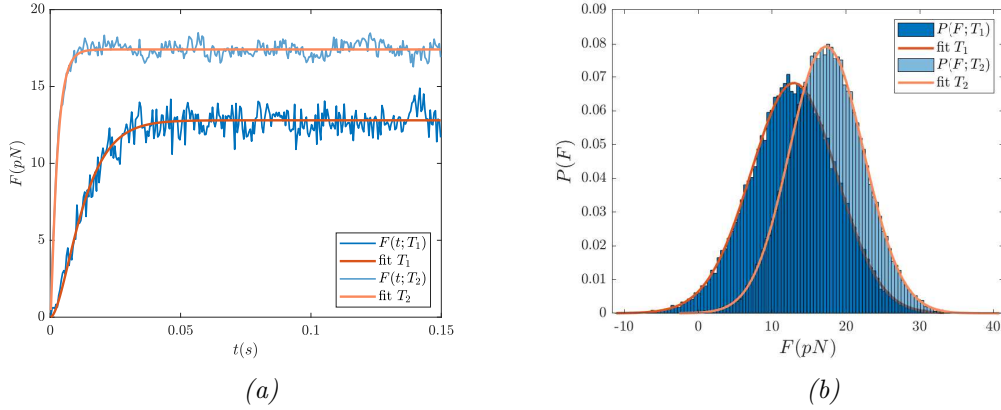 20
15
10
5
0
F(pN)
F(t; T₁)
fit T₁
F(t; T₂)
fit T₂
0 0.05 0.1 0.15
t(s)
(a)
0.09
0.08
0.07
0.06
0.05
0.04
0.03
0.02
0.01
0
P(F)
P(F; T₁)
fit T₁
P(F; T₂)
fit T₂
-10 0 10 20 30 40
F(pN)
(b)